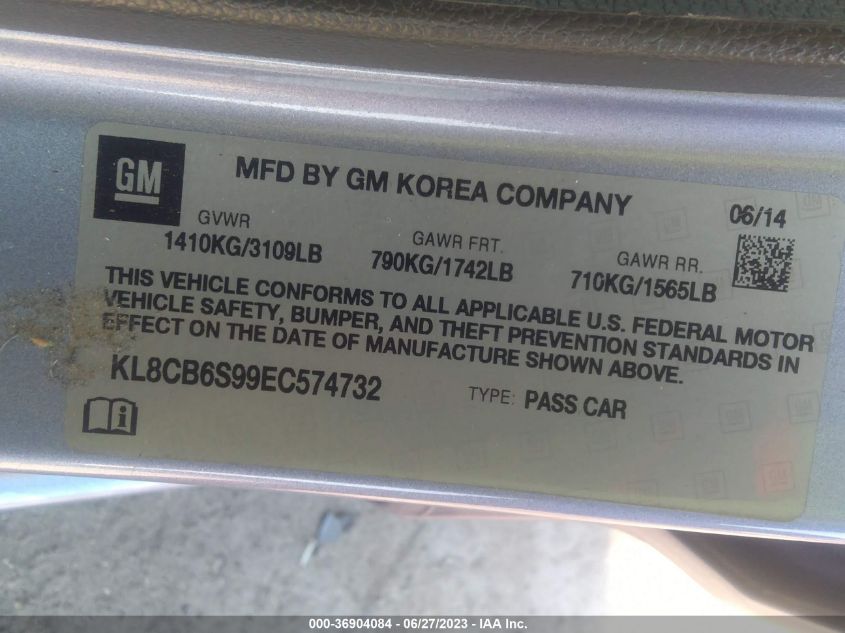 GM
MFD BY GM KOREA COMPANY
06/14
GVWR
1410KG/3109LB
GAWR FRT.
790KG/1742LB
GAWR RR.
710KG/1565LB
THIS VEHICLE CONFORMS TO ALL APPLICABLE U.S. FEDERAL MOTOR
VEHICLE SAFETY, BUMPER, AND THEFT PREVENTION STANDARDS IN
EFFECT ON THE DATE OF MANUFACTURE SHOWN ABOVE.
KL8CB6S99EC574732
TYPE: PASS CAR
000-36904084 / 06/27/2023 - IAA Inc.